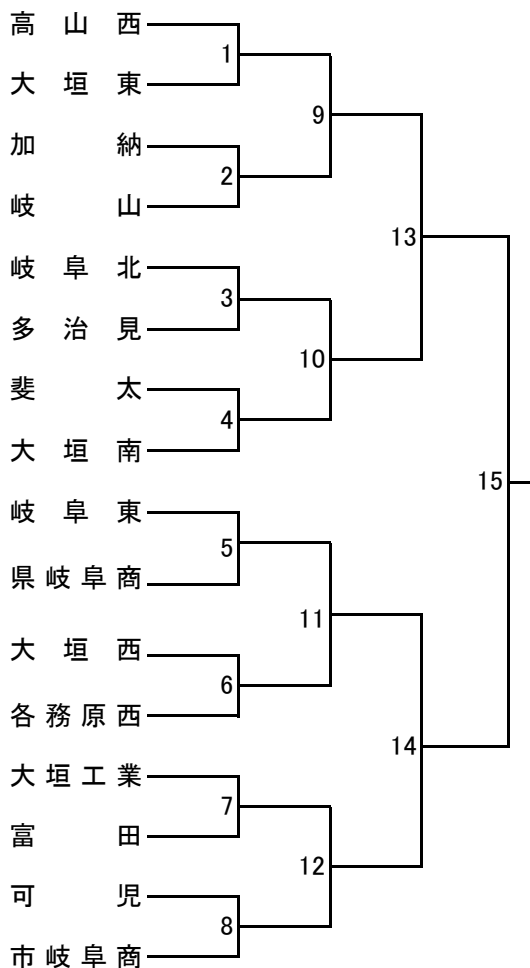 高山西
1
大垣東
9
加納
2
岐山
13
岐阜北
3
多治見
10
斐太
4
大垣南
15
岐阜東
5
県岐阜商
11
大垣西
6
各務原西
14
大垣工業
7
富田
12
可児
8
市岐阜商